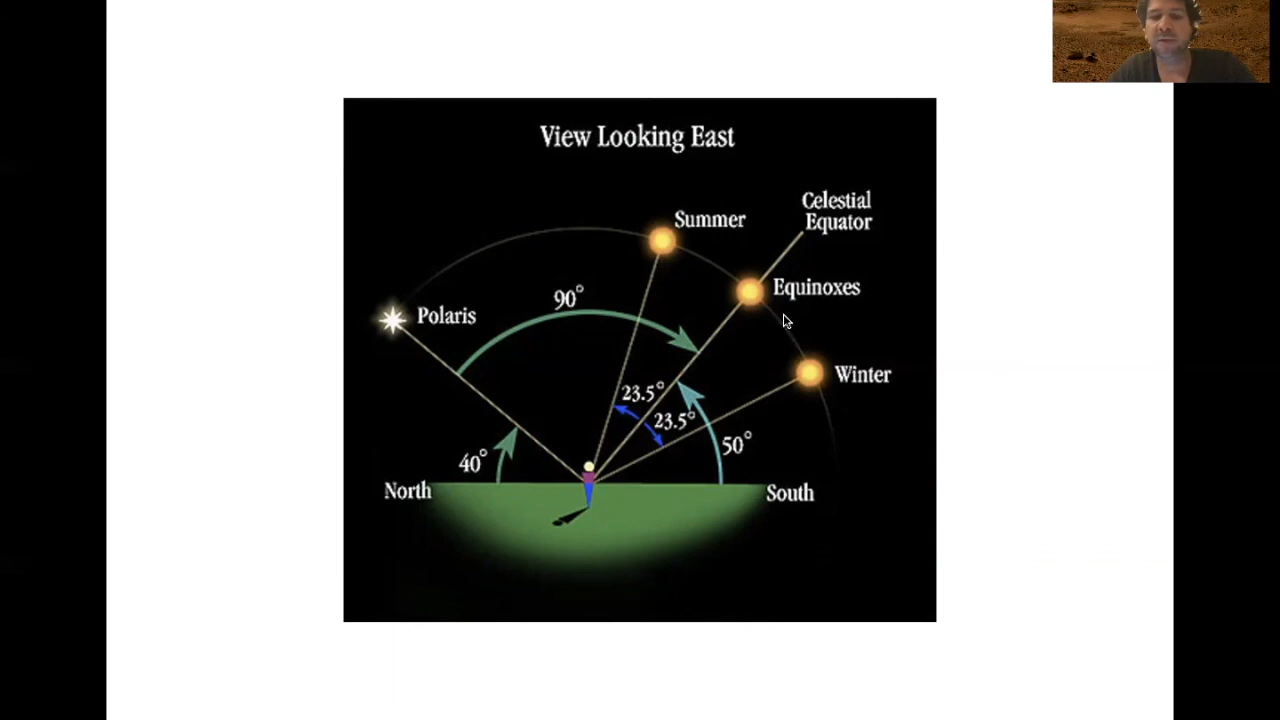 View Looking East
Celestial
Equator
Summer
Equinoxes
90°
Polaris
Winter
23.5°
23.5°
50°
40°
North
South